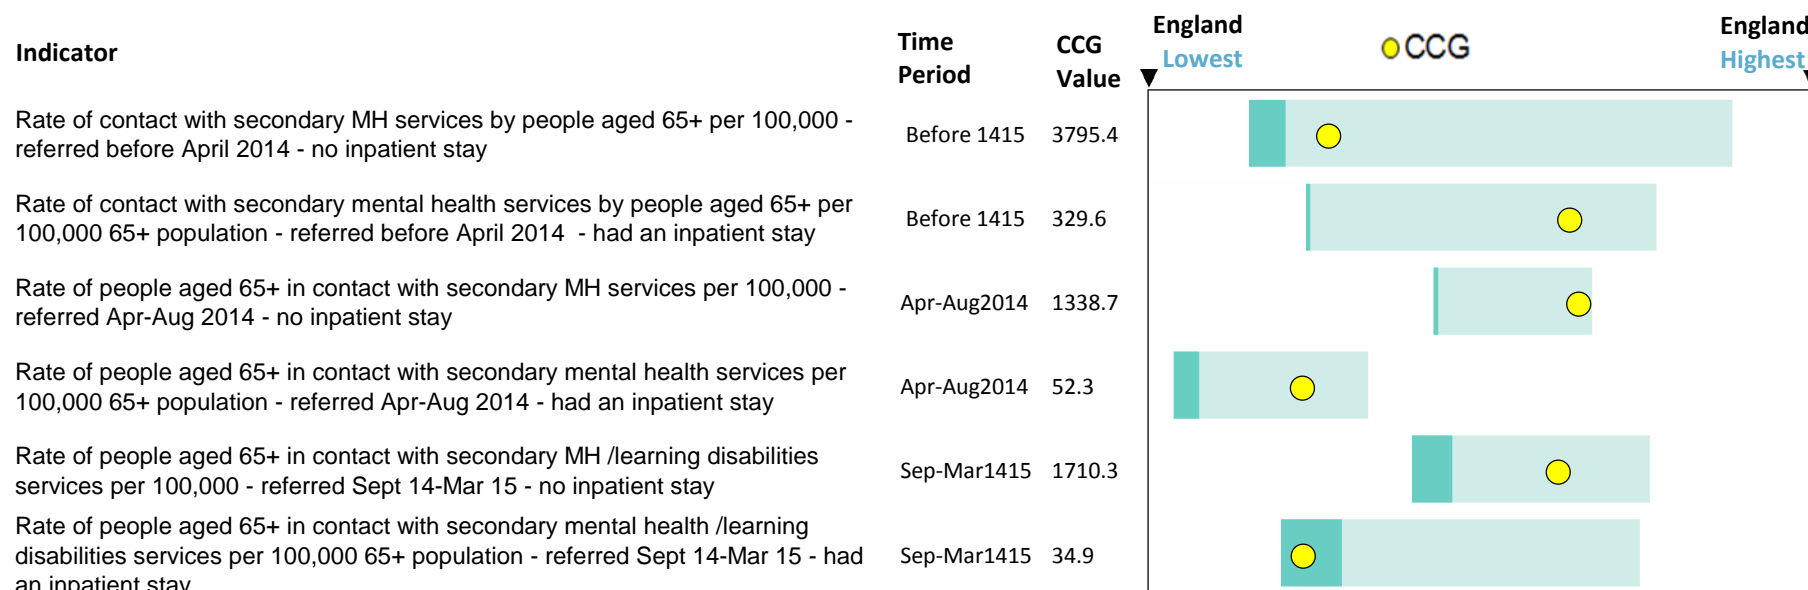 Indicator
Time
Period
CCG
Value
England
Lowest
CCG
England
Highest
Rate of contact with secondary MH services by people aged 65+ per 100,000 -
referred before April 2014 - no inpatient stay
Before 1415
3795.4
Rate of contact with secondary mental health services by people aged 65+ per
100,000 65+ population - referred before April 2014  - had an inpatient stay
Before 1415
329.6
Rate of people aged 65+ in contact with secondary MH services per 100,000 -
referred Apr-Aug 2014 - no inpatient stay
Apr-Aug2014
1338.7
Rate of people aged 65+ in contact with secondary mental health services per
100,000 65+ population - referred Apr-Aug 2014 - had an inpatient stay
Apr-Aug2014
52.3
Rate of people aged 65+ in contact with secondary MH /learning disabilities
services per 100,000 - referred Sept 14-Mar 15 - no inpatient stay
Sep-Mar1415
1710.3
Rate of people aged 65+ in contact with secondary mental health /learning
disabilities services per 100,000 65+ population - referred Sept 14-Mar 15 - had
an inpatient stay
Sep-Mar1415
34.9